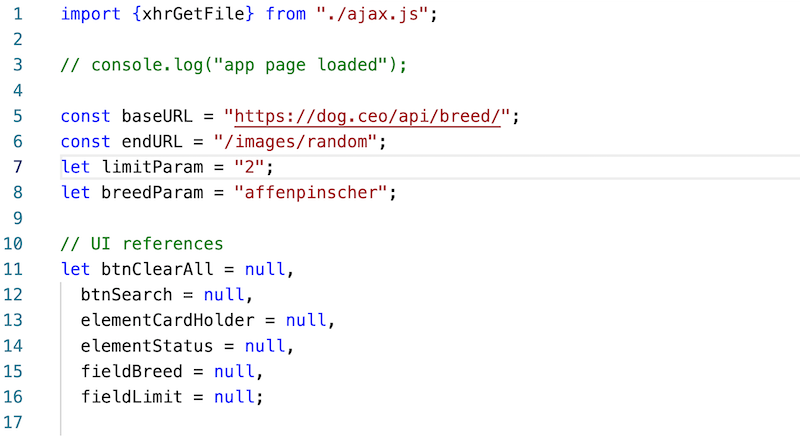 1 import {xhrGetFile} from "./ajax.js";
2
3 // console.log("app page loaded");
4
5 const baseURL = "https://dog.ceo/api/breed/";
6 const endURL = "/images/random";
7 let limitParam = "2";
8 let breedParam = "affenpinscher";
9
10 // UI references
11 let btnClearAll = null,
12   btnSearch = null,
13   elementCardHolder = null,
14   elementStatus = null,
15   fieldBreed = null,
16   fieldLimit = null;
17